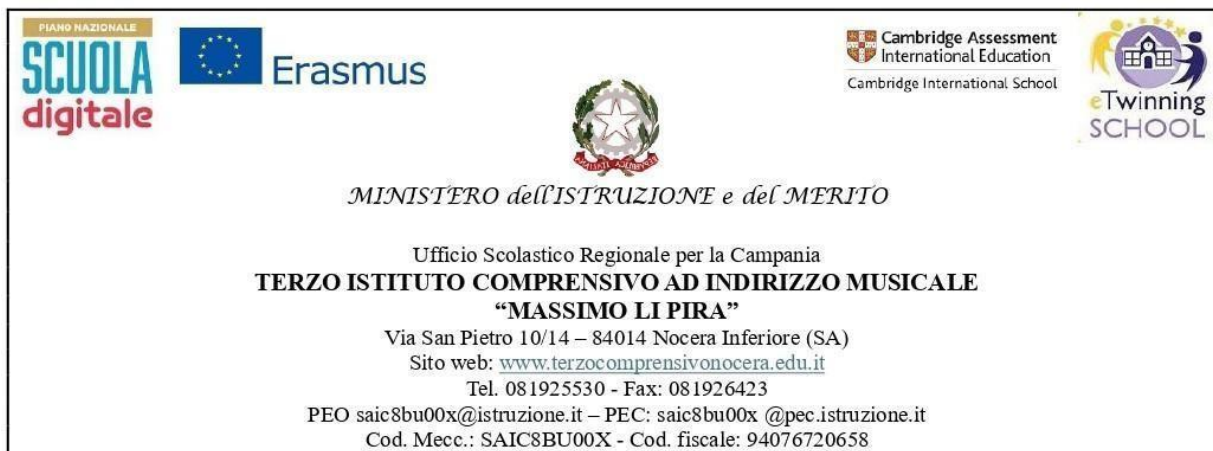 PIANO NAZIONALE
SCUOLA
digitale
Erasmus
Cambridge Assessment
International Education
Cambridge International School
eTwinning
SCHOOL
MINISTERO dell'ISTRUZIONE e del MERITO
Ufficio Scolastico Regionale per la Campania
TERZO ISTITUTO COMPRENSIVO AD INDIRIZZO MUSICALE
“MASSIMO LI PIRA”
Via San Pietro 10/14 – 84014 Nocera Inferiore (SA)
Sito web: www.terzocomprensivonocera.edu.it
Tel. 081925530 - Fax: 081926423
PEO saic8bu00x@istruzione.it – PEC: saic8bu00x @pec.istruzione.it
Cod. Mecc.: SAIC8BU00X - Cod. fiscale: 94076720658